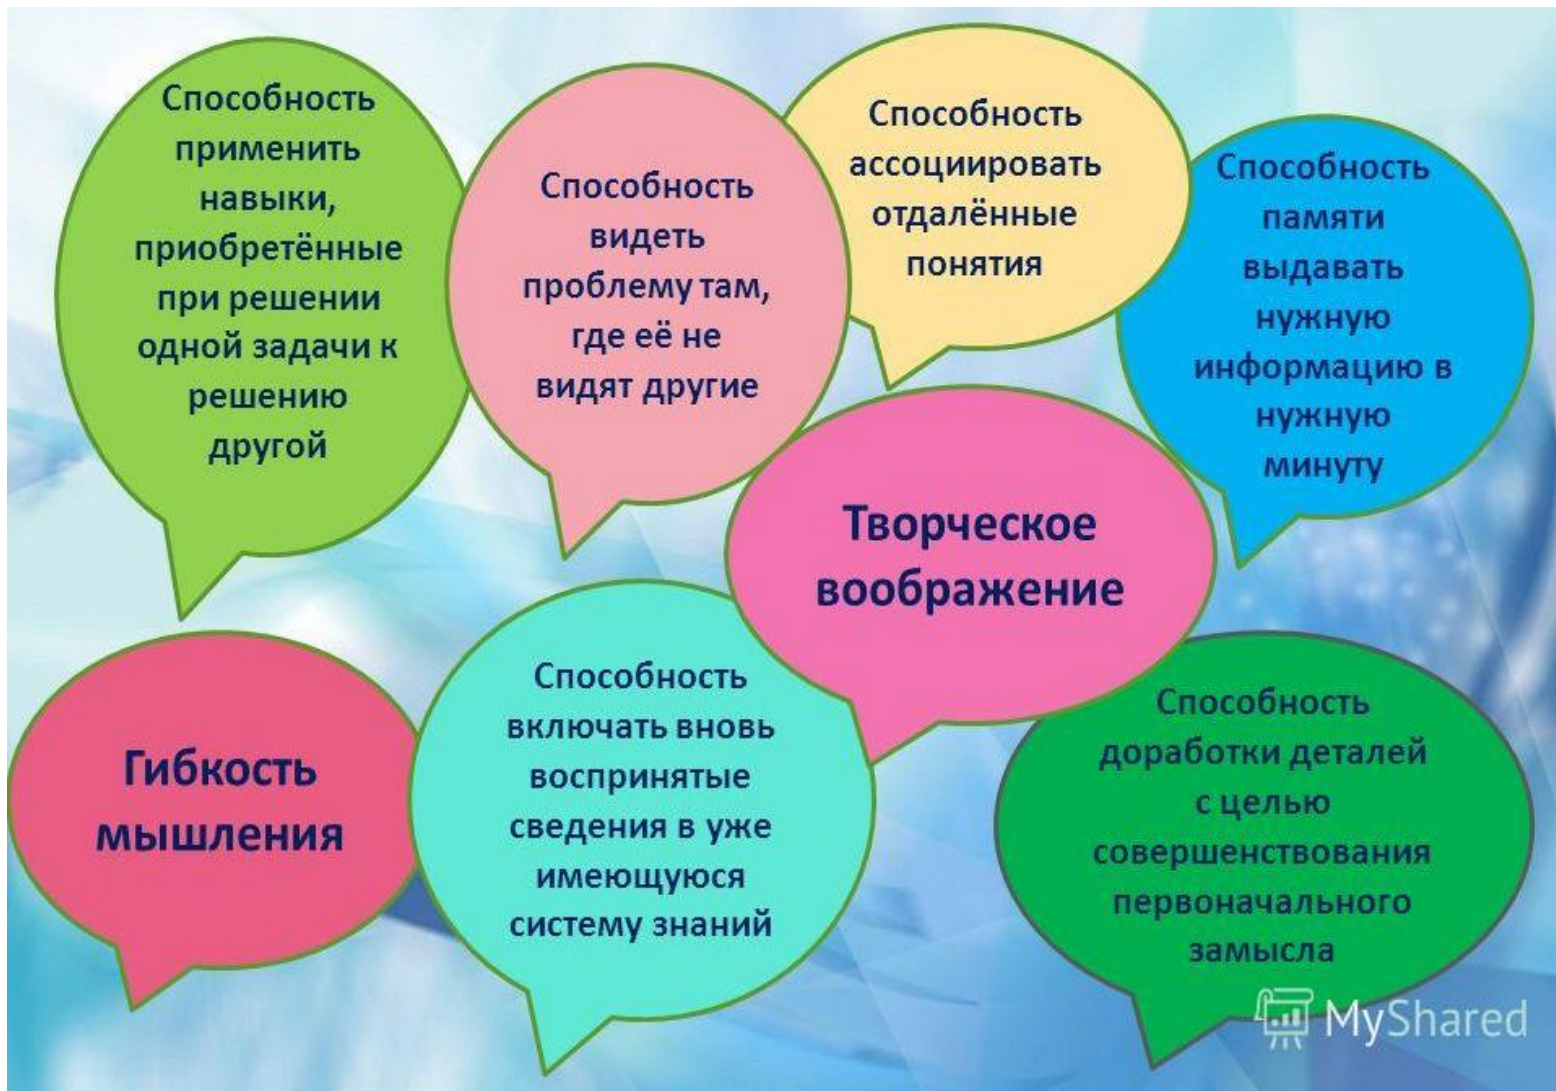 Способность
применить
навыки,
приобретённые
при решении
одной задачи к
решению
другой
Способность
видеть
проблему там,
где её не
видят другие
Способность
ассоциировать
отдалённые
понятия
Способность
памяти
выдавать
нужную
информацию в
нужную
минуту
Творческое
воображение
Гибкость
мышления
Способность
включать вновь
воспринятые
сведения в уже
имеющуюся
систему знаний
Способность
доработки деталей
с целью
совершенствования
первоначального
замысла
MyShared